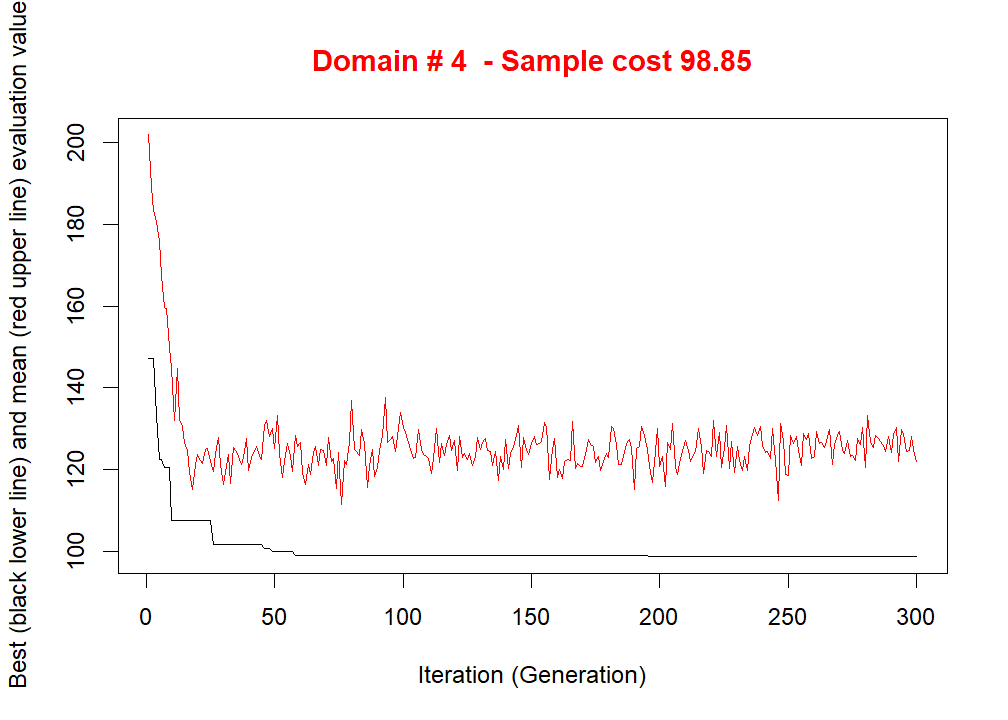 Domain # 4  - Sample cost 98.85
Best (black lower line) and mean (red upper line) evaluation value
200
180
160
140
120
100
0 50 100 150 200 250 300
Iteration (Generation)